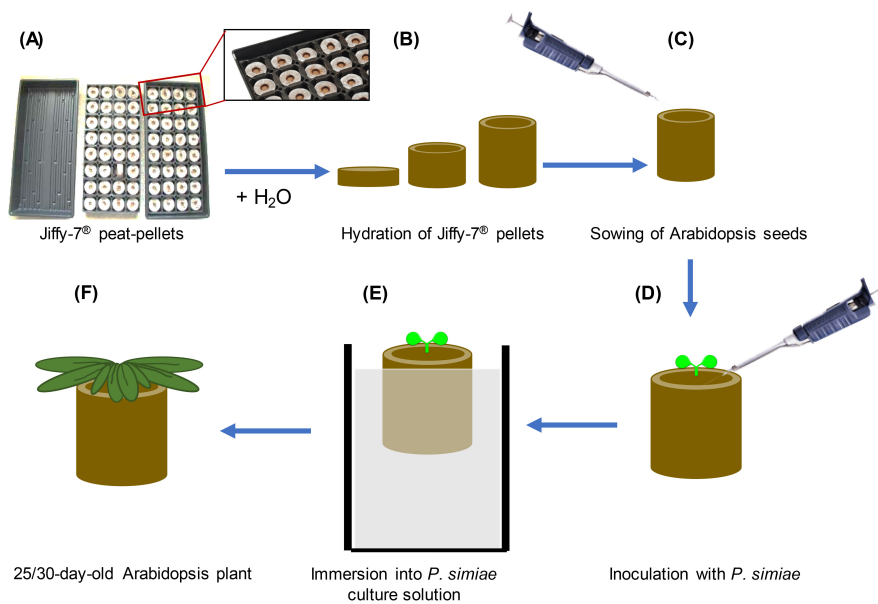 (A)
(B)
(C)
+ H₂O
Jiffy-7® peat-pellets
Hydration of Jiffy-7® pellets
Sowing of Arabidopsis seeds
(F)
(E)
(D)
25/30-day-old Arabidopsis plant
Immersion into P. simiae
culture solution
Inoculation with P. simiae